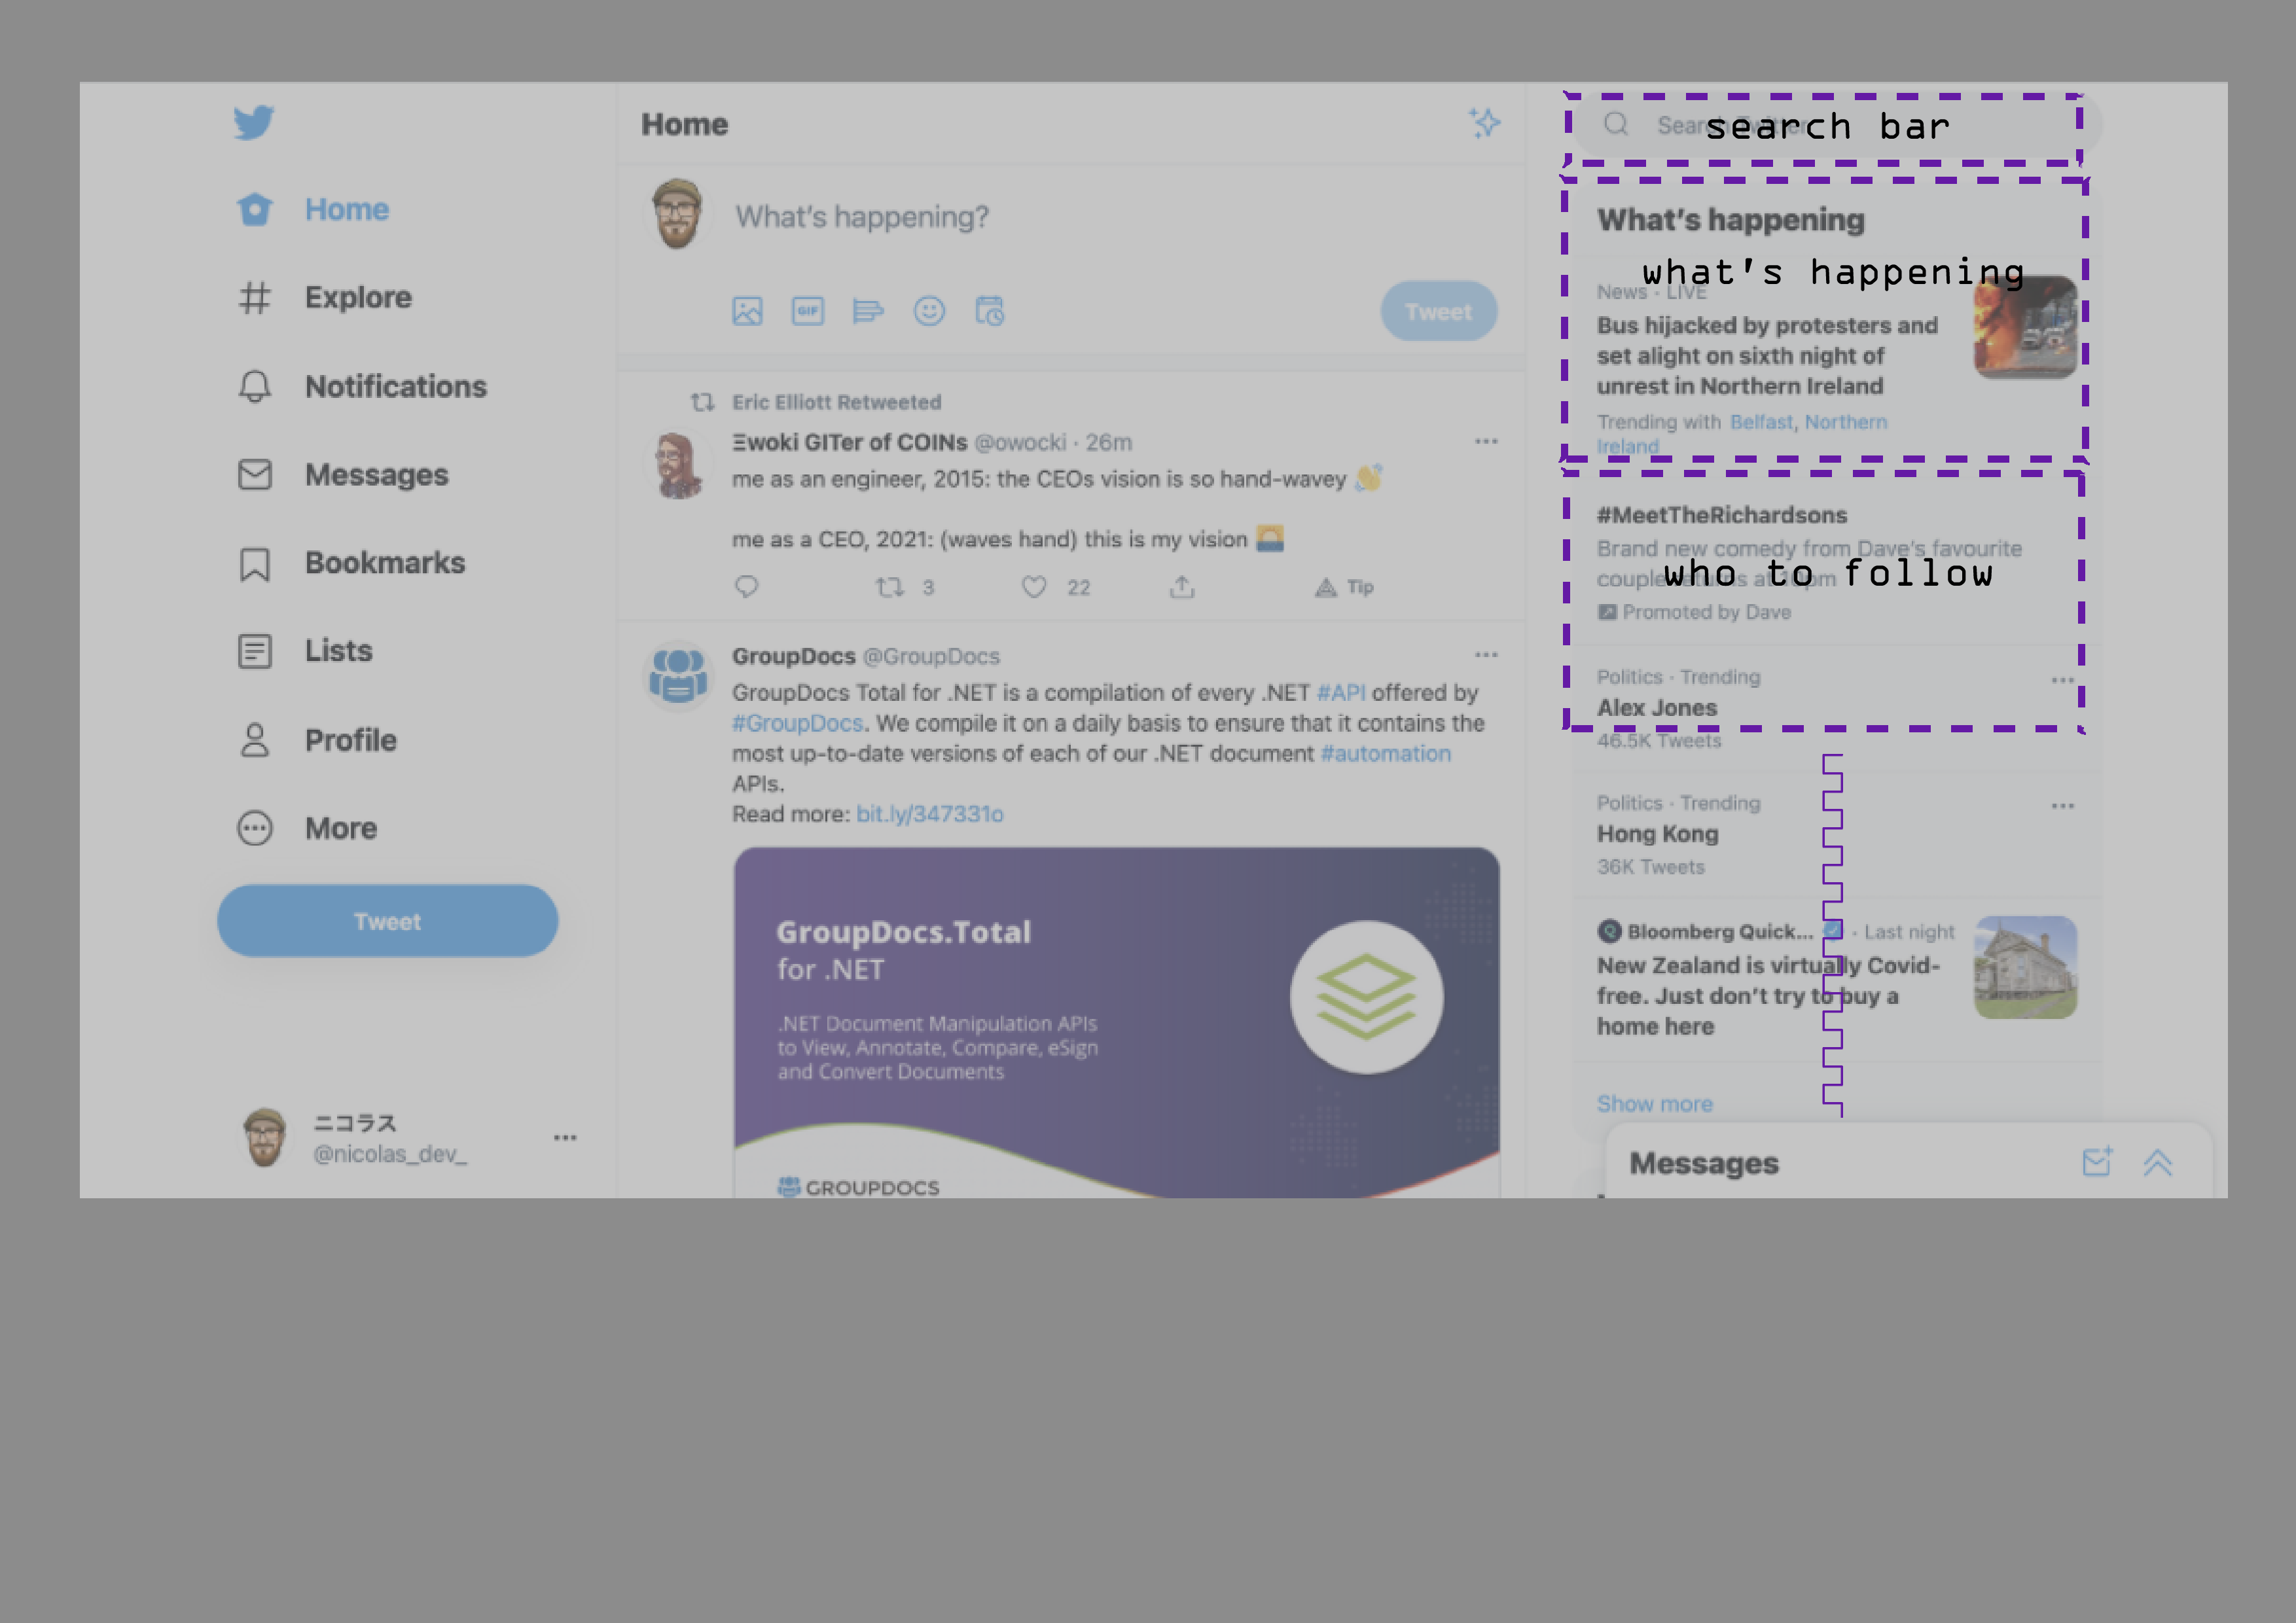 Home
Explore
Notifications
Messages
Bookmarks
Lists
Profile
More
Tweet
ニコラス
@nicolas_dev_
Home
What's happening?
GIF
Tweet
Eric Elliott Retweeted
Ξwoki GITer of COINs @owocki · 26m
me as an engineer, 2015: the CEOs vision is so hand-wavey 👋
me as a CEO, 2021: (waves hand) this is my vision 🌅
3 22 Tip
GroupDocs @GroupDocs
GroupDocs Total for .NET is a compilation of every .NET #API offered by
#GroupDocs. We compile it on a daily basis to ensure that it contains the
most up-to-date versions of each of our .NET document #automation
APIs.
Read more: bit.ly/347331o
GroupDocs.Total
for .NET
.NET Document Manipulation APIs
to View, Annotate, Compare, eSign
and Convert Documents
GROUPDOCS
Search Twitter
search bar
What's happening
what's happening
News · LIVE
Bus hijacked by protesters and
set alight on sixth night of
unrest in Northern Ireland
Trending with Belfast, Northern
Ireland
#MeetTheRichardsons
Brand new comedy from Dave's favourite
couple returns at 10pm
who to follow
Promoted by Dave
Politics · Trending
Alex Jones
46.5K Tweets
Politics · Trending
Hong Kong
36K Tweets
Bloomberg Quick... · Last night
New Zealand is virtually Covid-
free. Just don't try to buy a
home here
Show more
Messages